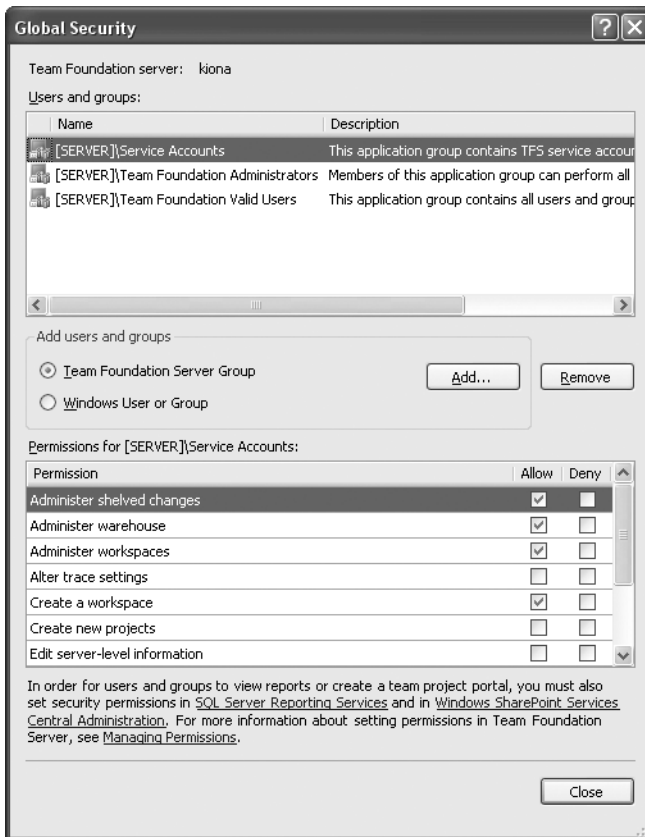 Global Security
Team Foundation server: kiona
Users and groups:
Name Description
[SERVER]\Service Accounts This application group contains TFS service accour
[SERVER]\Team Foundation Administrators Members of this application group can perform all
[SERVER]\Team Foundation Valid Users This application group contains all users and group
Add users and groups
Team Foundation Server Group
Add...
Remove
Windows User or Group
Permissions for [SERVER]\Service Accounts:
Permission Allow Deny
Administer shelved changes
Administer warehouse
Administer workspaces
Alter trace settings
Create a workspace
Create new projects
Edit server-level information
In order for users and groups to view reports or create a team project portal, you must also
set security permissions in SQL Server Reporting Services and in Windows SharePoint Services
Central Administration. For more information about setting permissions in Team Foundation
Server, see Managing Permissions.
Close